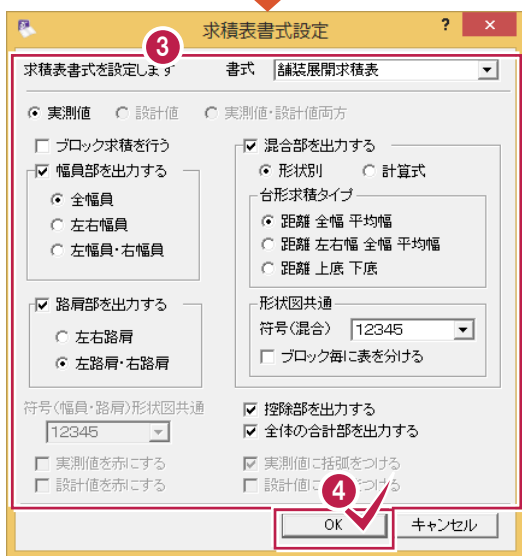 求積表書式設定
?
×
3
求積表書式を設定します 書式 舗装展開求積表
実測値 設計値 実測値・設計値両方
ブロック求積を行う
幅員部を出力する
全幅員
左右幅員
左幅員・右幅員
路肩部を出力する
左右路肩
左路肩・右路肩
符号(幅員・路肩)形状図共通
12345
実測値を赤にする
設計値を赤にする
混合部を出力する
形状別 計算式
台形求積タイプ
距離 全幅 平均幅
距離 左右幅 全幅 平均幅
距離 上底 下底
形状図共通
符号(混合) 12345
ブロック毎に表を分ける
控除部を出力する
全体の合計部を出力する
実測値に括弧をつける
設計値に つける
4
OK キャンセル